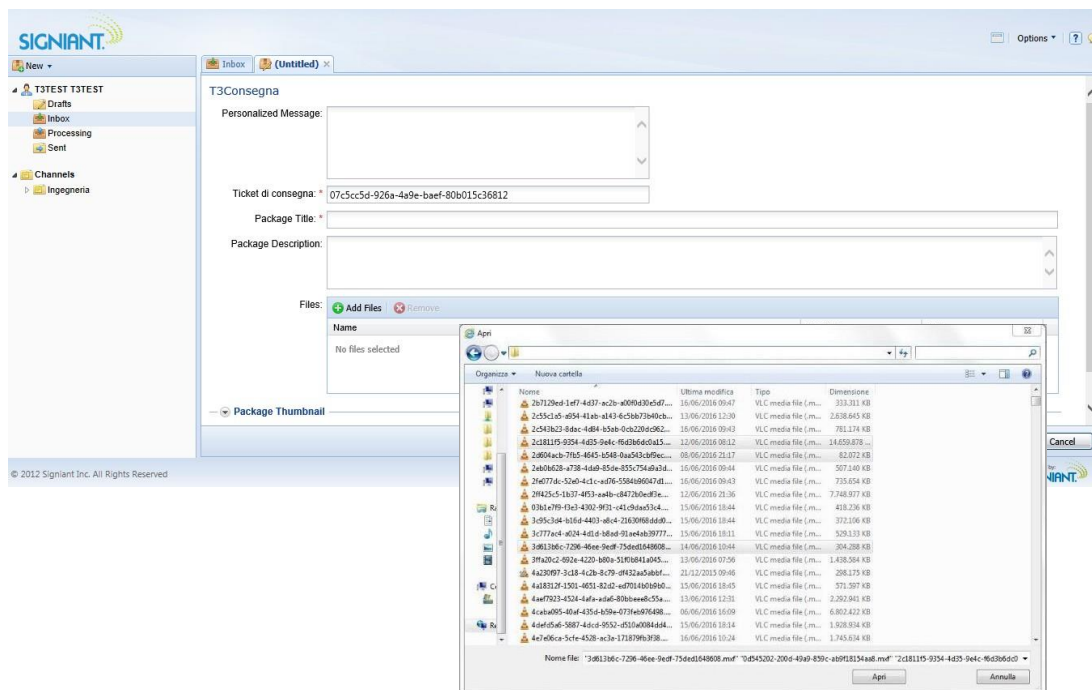 SIGNIANT.
Options ?
New
Inbox (Untitled)
T3TEST T3TEST
Drafts
Inbox
Processing
Sent
Channels
Ingegneria
T3Consegna
Personalized Message:
Ticket di consegna: * 07c5cc5d-926a-4a9e-baef-80b015c36812
Package Title: *
Package Description:
Files: Add Files Remove
Name
No files selected
Package Thumbnail
Cancel
© 2012 Signiant Inc. All Rights Reserved
by:
Apri
Organizza Nuova cartella
Nome Ultima modifica Tipo Dimensione
2b7129ed-1ef7-4d37-ac2b-a00f0d30e5d7... 16/06/2016 09:47 VLC media file (.m... 333.311 KB
2c55c1a5-a954-41ab-a143-6c5bb73b40cb... 13/06/2016 12:30 VLC media file (.m... 2.638.645 KB
2c543b23-8dac-4d84-b5ab-0cb220dc962... 16/06/2016 09:43 VLC media file (.m... 781.174 KB
2c1811f5-9354-4d35-9e4c-f6d3b6dc0a15... 12/06/2016 08:12 VLC media file (.m... 14.659.878 ...
2d604acb-7fb5-4645-b548-0aa543cbf9ec... 08/06/2016 21:17 VLC media file (.m... 82.072 KB
2eb0b628-a738-4da9-85de-855c754a9a3d... 16/06/2016 09:44 VLC media file (.m... 507.140 KB
2fe077dc-52e0-4c1c-ad76-5584b96047d1... 16/06/2016 09:43 VLC media file (.m... 735.654 KB
2ff425c5-1b37-4f53-aa4b-c8472b0edf3e... 12/06/2016 21:36 VLC media file (.m... 7.748.977 KB
03b1e7f9-f3e3-4302-9f31-c41c9daa53c4... 15/06/2016 18:44 VLC media file (.m... 418.236 KB
3c95c3d4-b16d-4403-a8c4-21630f68ddd0... 15/06/2016 18:44 VLC media file (.m... 372.106 KB
3c777ac4-a024-4d1d-b8ad-91ae4ab39777... 15/06/2016 18:11 VLC media file (.m... 529.133 KB
3d613b6c-7296-46ee-9edf-75ded1648608... 14/06/2016 10:44 VLC media file (.m... 304.288 KB
3ffa20c2-692e-4220-b80a-51f0b841a045... 13/06/2016 07:56 VLC media file (.m... 1.438.584 KB
4a230f97-3c18-4c2b-8c79-df432aa5abbf... 21/12/2015 09:46 VLC media file (.m... 298.175 KB
4a18312f-1501-4651-82d2-ed7014b0b9b0... 15/06/2016 18:45 VLC media file (.m... 571.597 KB
4aef7923-4524-4afa-ada6-80bbeee8c55a... 13/06/2016 12:31 VLC media file (.m... 2.292.941 KB
4caba095-40af-435d-b59e-073feb976498... 06/06/2016 16:09 VLC media file (.m... 6.802.422 KB
4defd5a6-5887-4dcd-9552-d510a0084dd4... 15/06/2016 18:14 VLC media file (.m... 1.928.934 KB
4e7e06ca-5cfe-4528-ac3a-171879fb3f38... 16/06/2016 10:24 VLC media file (.m... 1.745.634 KB
Nome file: "3d613b6c-7296-46ee-9edf-75ded1648608.mxf" "0d545202-200d-49a9-859c-ab9f18154aa8.mxf" "2c1811f5-9354-4d35-9e4c-f6d3b6dc0
Apri Annulla